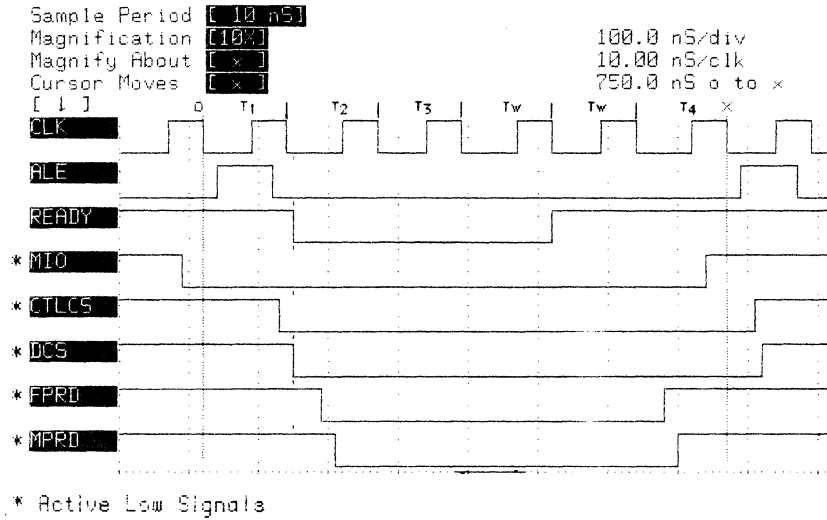 Sample Period [ 10 nS]
Magnification [10X] 100.0 nS/div
Magnify About [ x ] 10.00 nS/clk
Cursor Moves [ x ] 750.0 nS o to x
[ ↓ ] O T1 T2 T3 Tw Tw T4 X
CLK
ALE
READY
* MIO
* CTLCS
* DCS
* FPRD
* MPRD
* Active Low Signals